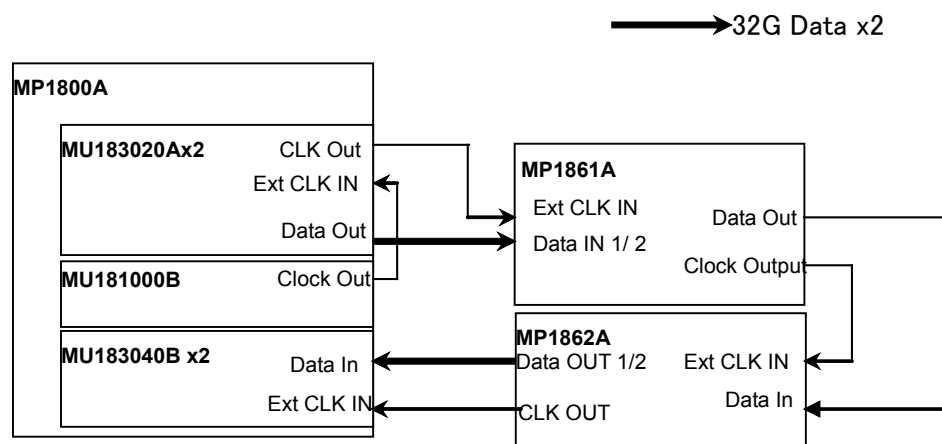 32G Data x2
MP1800A
MU183020Ax2
CLK Out
Ext CLK IN
Data Out
MU181000B
Clock Out
MU183040B x2
Data In
Ext CLK IN
MP1861A
Ext CLK IN
Data IN 1/ 2
Data Out
Clock Output
MP1862A
Data OUT 1/2
Ext CLK IN
CLK OUT
Data In